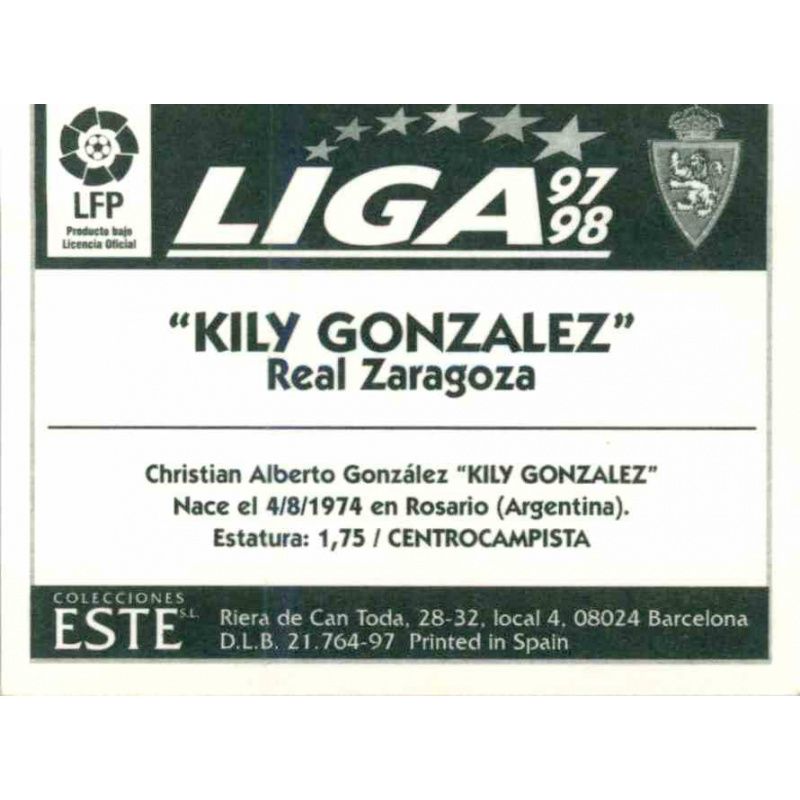 LFP
Producto bajo
Licencia Oficial
LIGA 97
98
"KILY GONZALEZ"
Real Zaragoza
Christian Alberto González "KILY GONZALEZ"
Nace el 4/8/1974 en Rosario (Argentina).
Estatura: 1,75 / CENTROCAMPISTA
COLECCIONES
ESTE S.L.
Riera de Can Toda, 28-32, local 4, 08024 Barcelona
D.L.B. 21.764-97 Printed in Spain